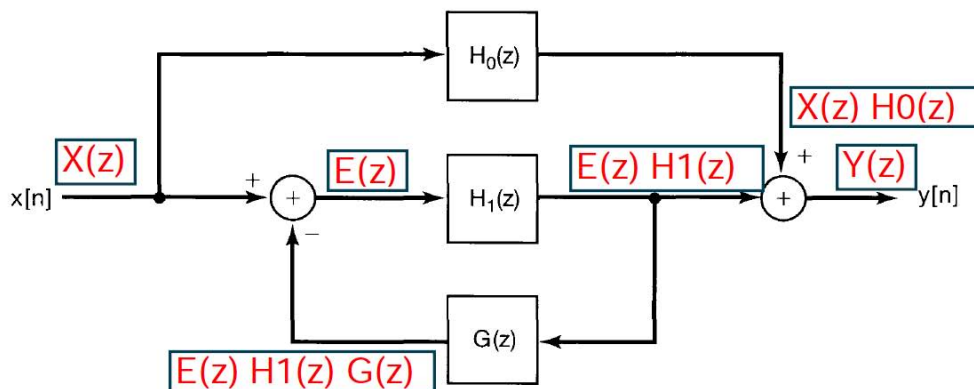 H₀(z)
X(z) H0(z)
X(z)
E(z)
E(z) H1(z)
+
Y(z)
x[n]
+
+
H₁(z)
+
y[n]
−
G(z)
E(z) H1(z) G(z)